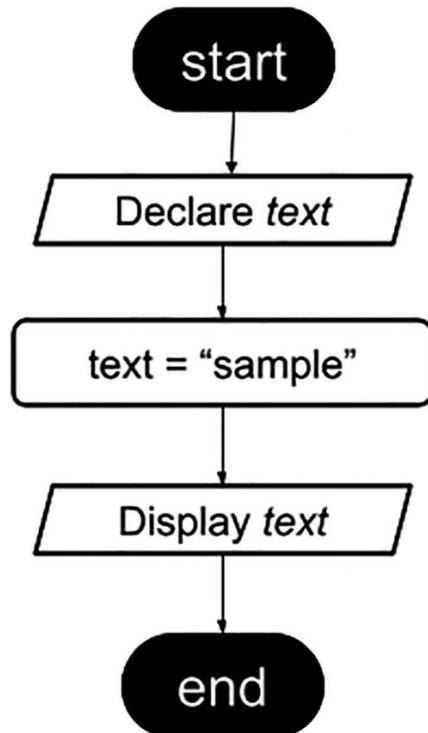 start
Declare text
text = “sample”
Display text
end